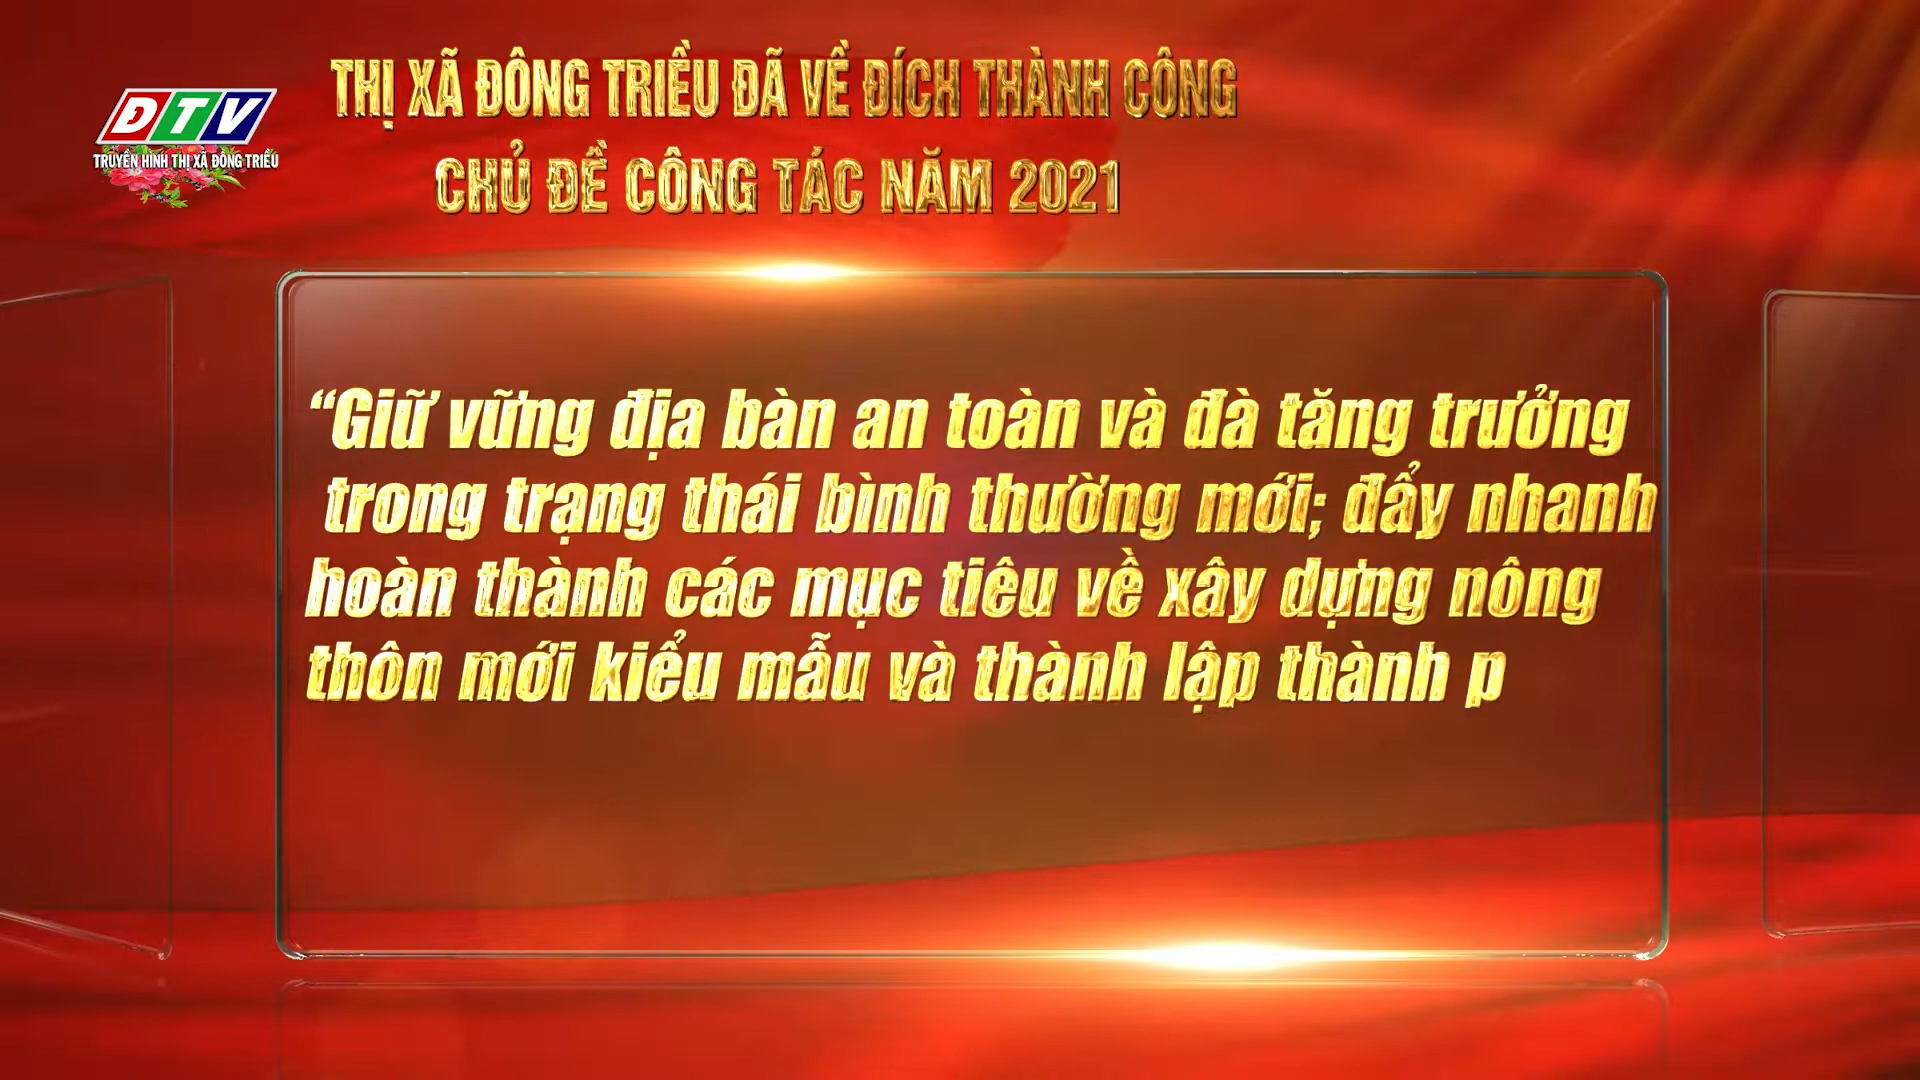 THỊ XÃ ĐÔNG TRIỀU ĐÃ VỀ ĐÍCH THÀNH CÔNG
CHỦ ĐỀ CÔNG TÁC NĂM 2021
ĐTV
TRUYỀN HÌNH THỊ XÃ ĐÔNG TRIỀU
“Giữ vững địa bàn an toàn và đà tăng trưởng
trong trạng thái bình thường mới; đẩy nhanh
hoàn thành các mục tiêu về xây dựng nông
thôn mới kiểu mẫu và thành lập thành p